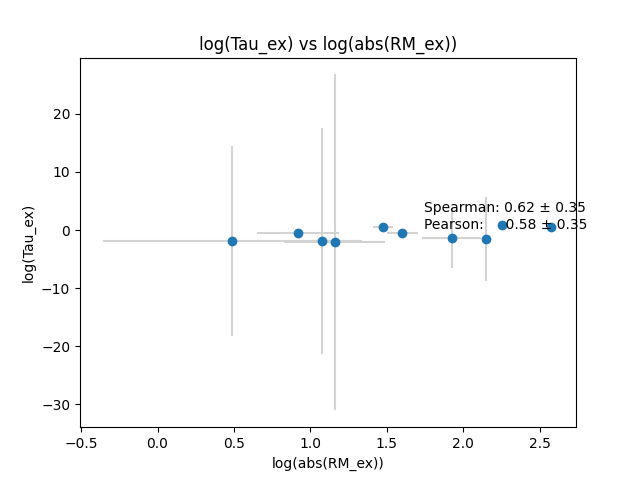 log(Tau_ex) vs log(abs(RM_ex))
log(Tau_ex)
20
10
0
−10
−20
−30
Spearman: 0.62 ± 0.35
Pearson: 0.58 ± 0.35
−0.5 0.0 0.5 1.0 1.5 2.0 2.5
log(abs(RM_ex))